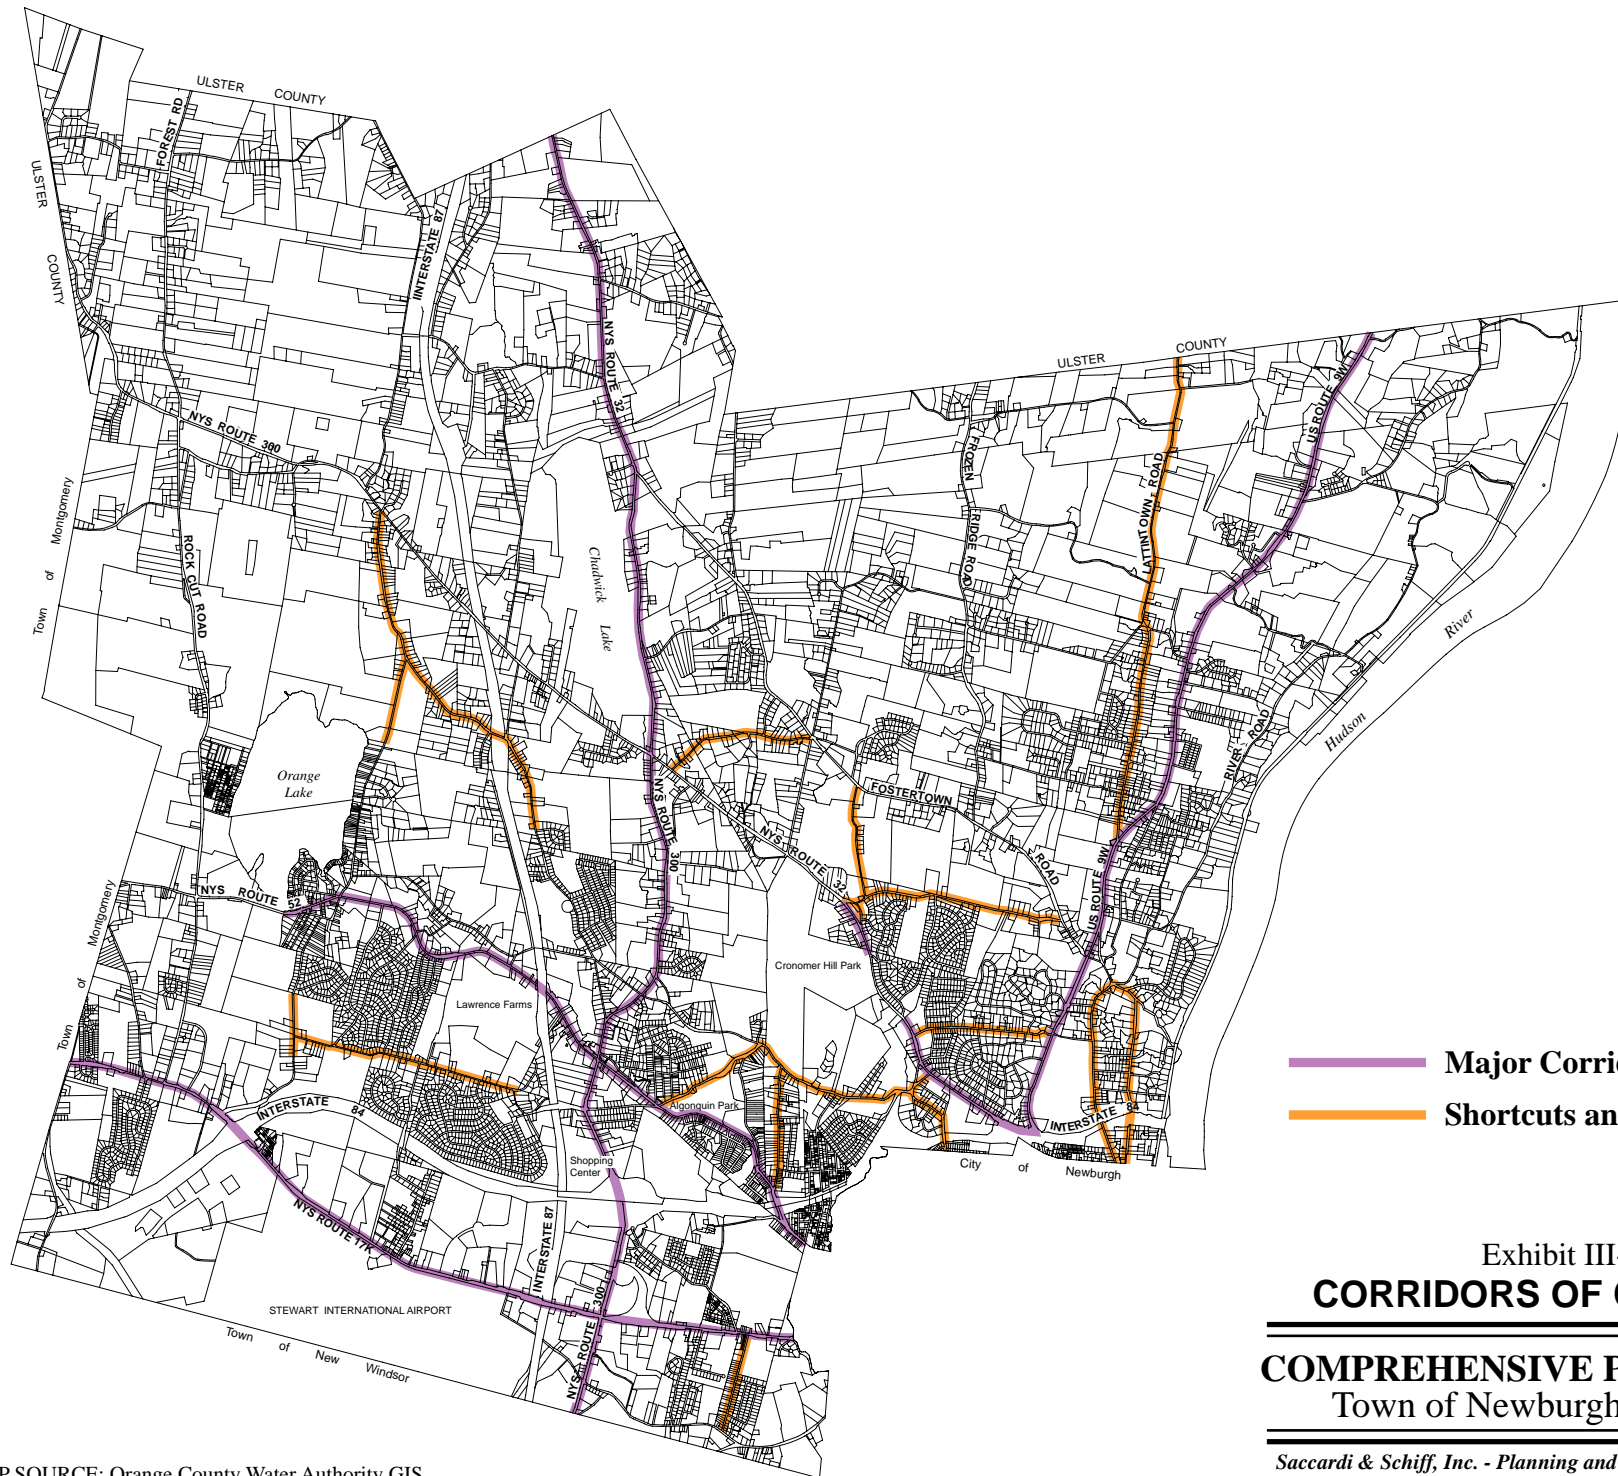 ULSTER COUNTY
FOREST RD
ULSTER
COUNTY
IINTERSTATE 87
NYS ROUTE 32
ULSTER COUNTY
US ROUTE 9W
NYS ROUTE 300
FROZEN RIDGE ROAD
LATTINTOWN ROAD
Town of Montgomery
ROCK CUT ROAD
Chadwick Lake
Hudson River
RIVER ROAD
Orange
Lake
NYS ROUTE 300
FOSTERTOWN ROAD
NYS ROUTE 32
NYS ROUTE 52
US ROUTE 9W
Town of Montgomery
Cronomer Hill Park
Lawrence Farms
Major Corri
INTERSTATE 84
Algonquin Park
INTERSTATE 84
Shortcuts an
Shopping
Center
City of Newburgh
NYS ROUTE 17K
INTERSTATE 87
NYS ROUTE 300
STEWART INTERNATIONAL AIRPORT
Town of New Windsor
Exhibit III-
CORRIDORS OF
COMPREHENSIVE P
Town of Newburgh
Saccardi & Schiff, Inc. - Planning and
P SOURCE: Orange County Water Authority GIS